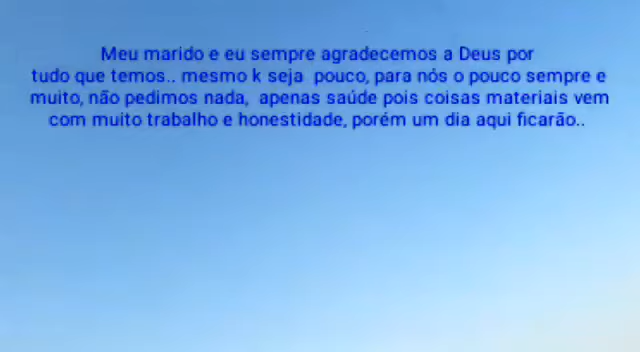 Meu marido e eu sempre agradecemos a Deus por
tudo que temos.. mesmo k seja pouco, para nós o pouco sempre e
muito, não pedimos nada, apenas saúde pois coisas materiais vem
com muito trabalho e honestidade, porém um dia aqui ficarão..